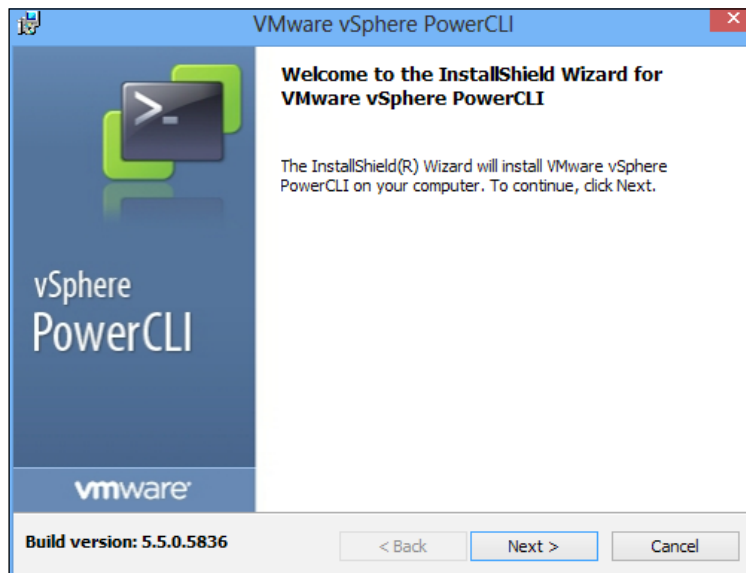 VMware vSphere PowerCLI
Welcome to the InstallShield Wizard for
VMware vSphere PowerCLI
The InstallShield(R) Wizard will install VMware vSphere
PowerCLI on your computer. To continue, click Next.
>_
vSphere
PowerCLI
vmware
Build version: 5.5.0.5836
< Back
Next >
Cancel